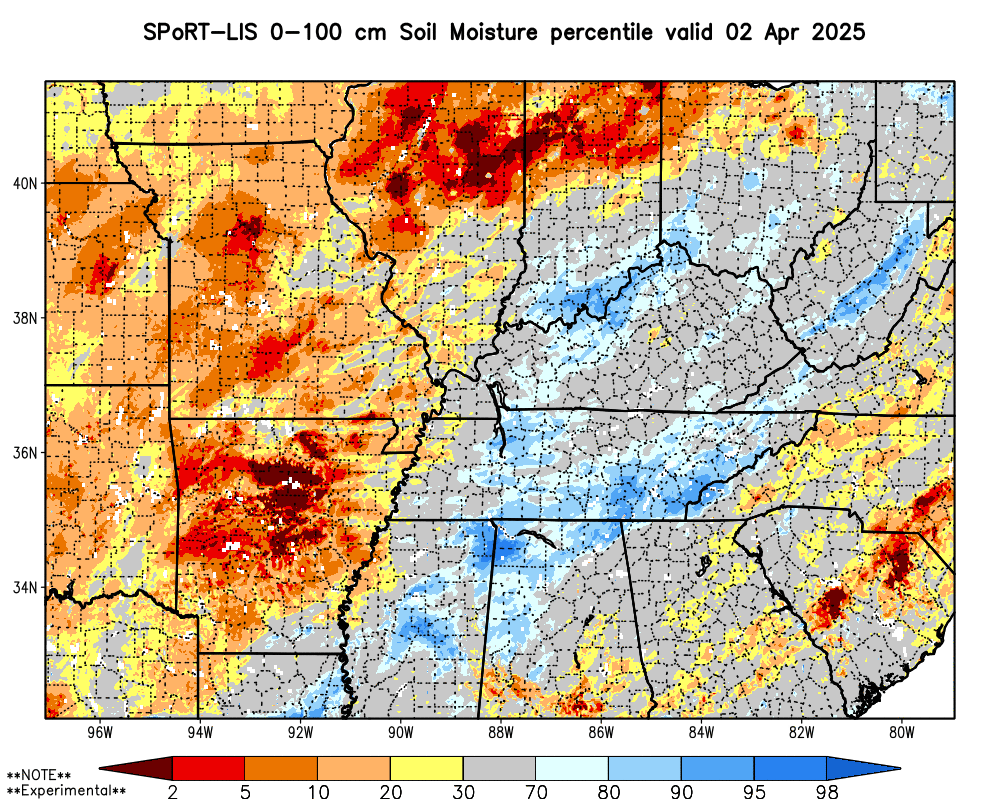 SPoRT-LIS 0-100 cm Soil Moisture percentile valid 02 Apr 2025
40N
38N
36N
34N
96W 94W 92W 90W 88W 86W 84W 82W 80W
**NOTE**
**Experimental**
2 5 10 20 30 70 80 90 95 98